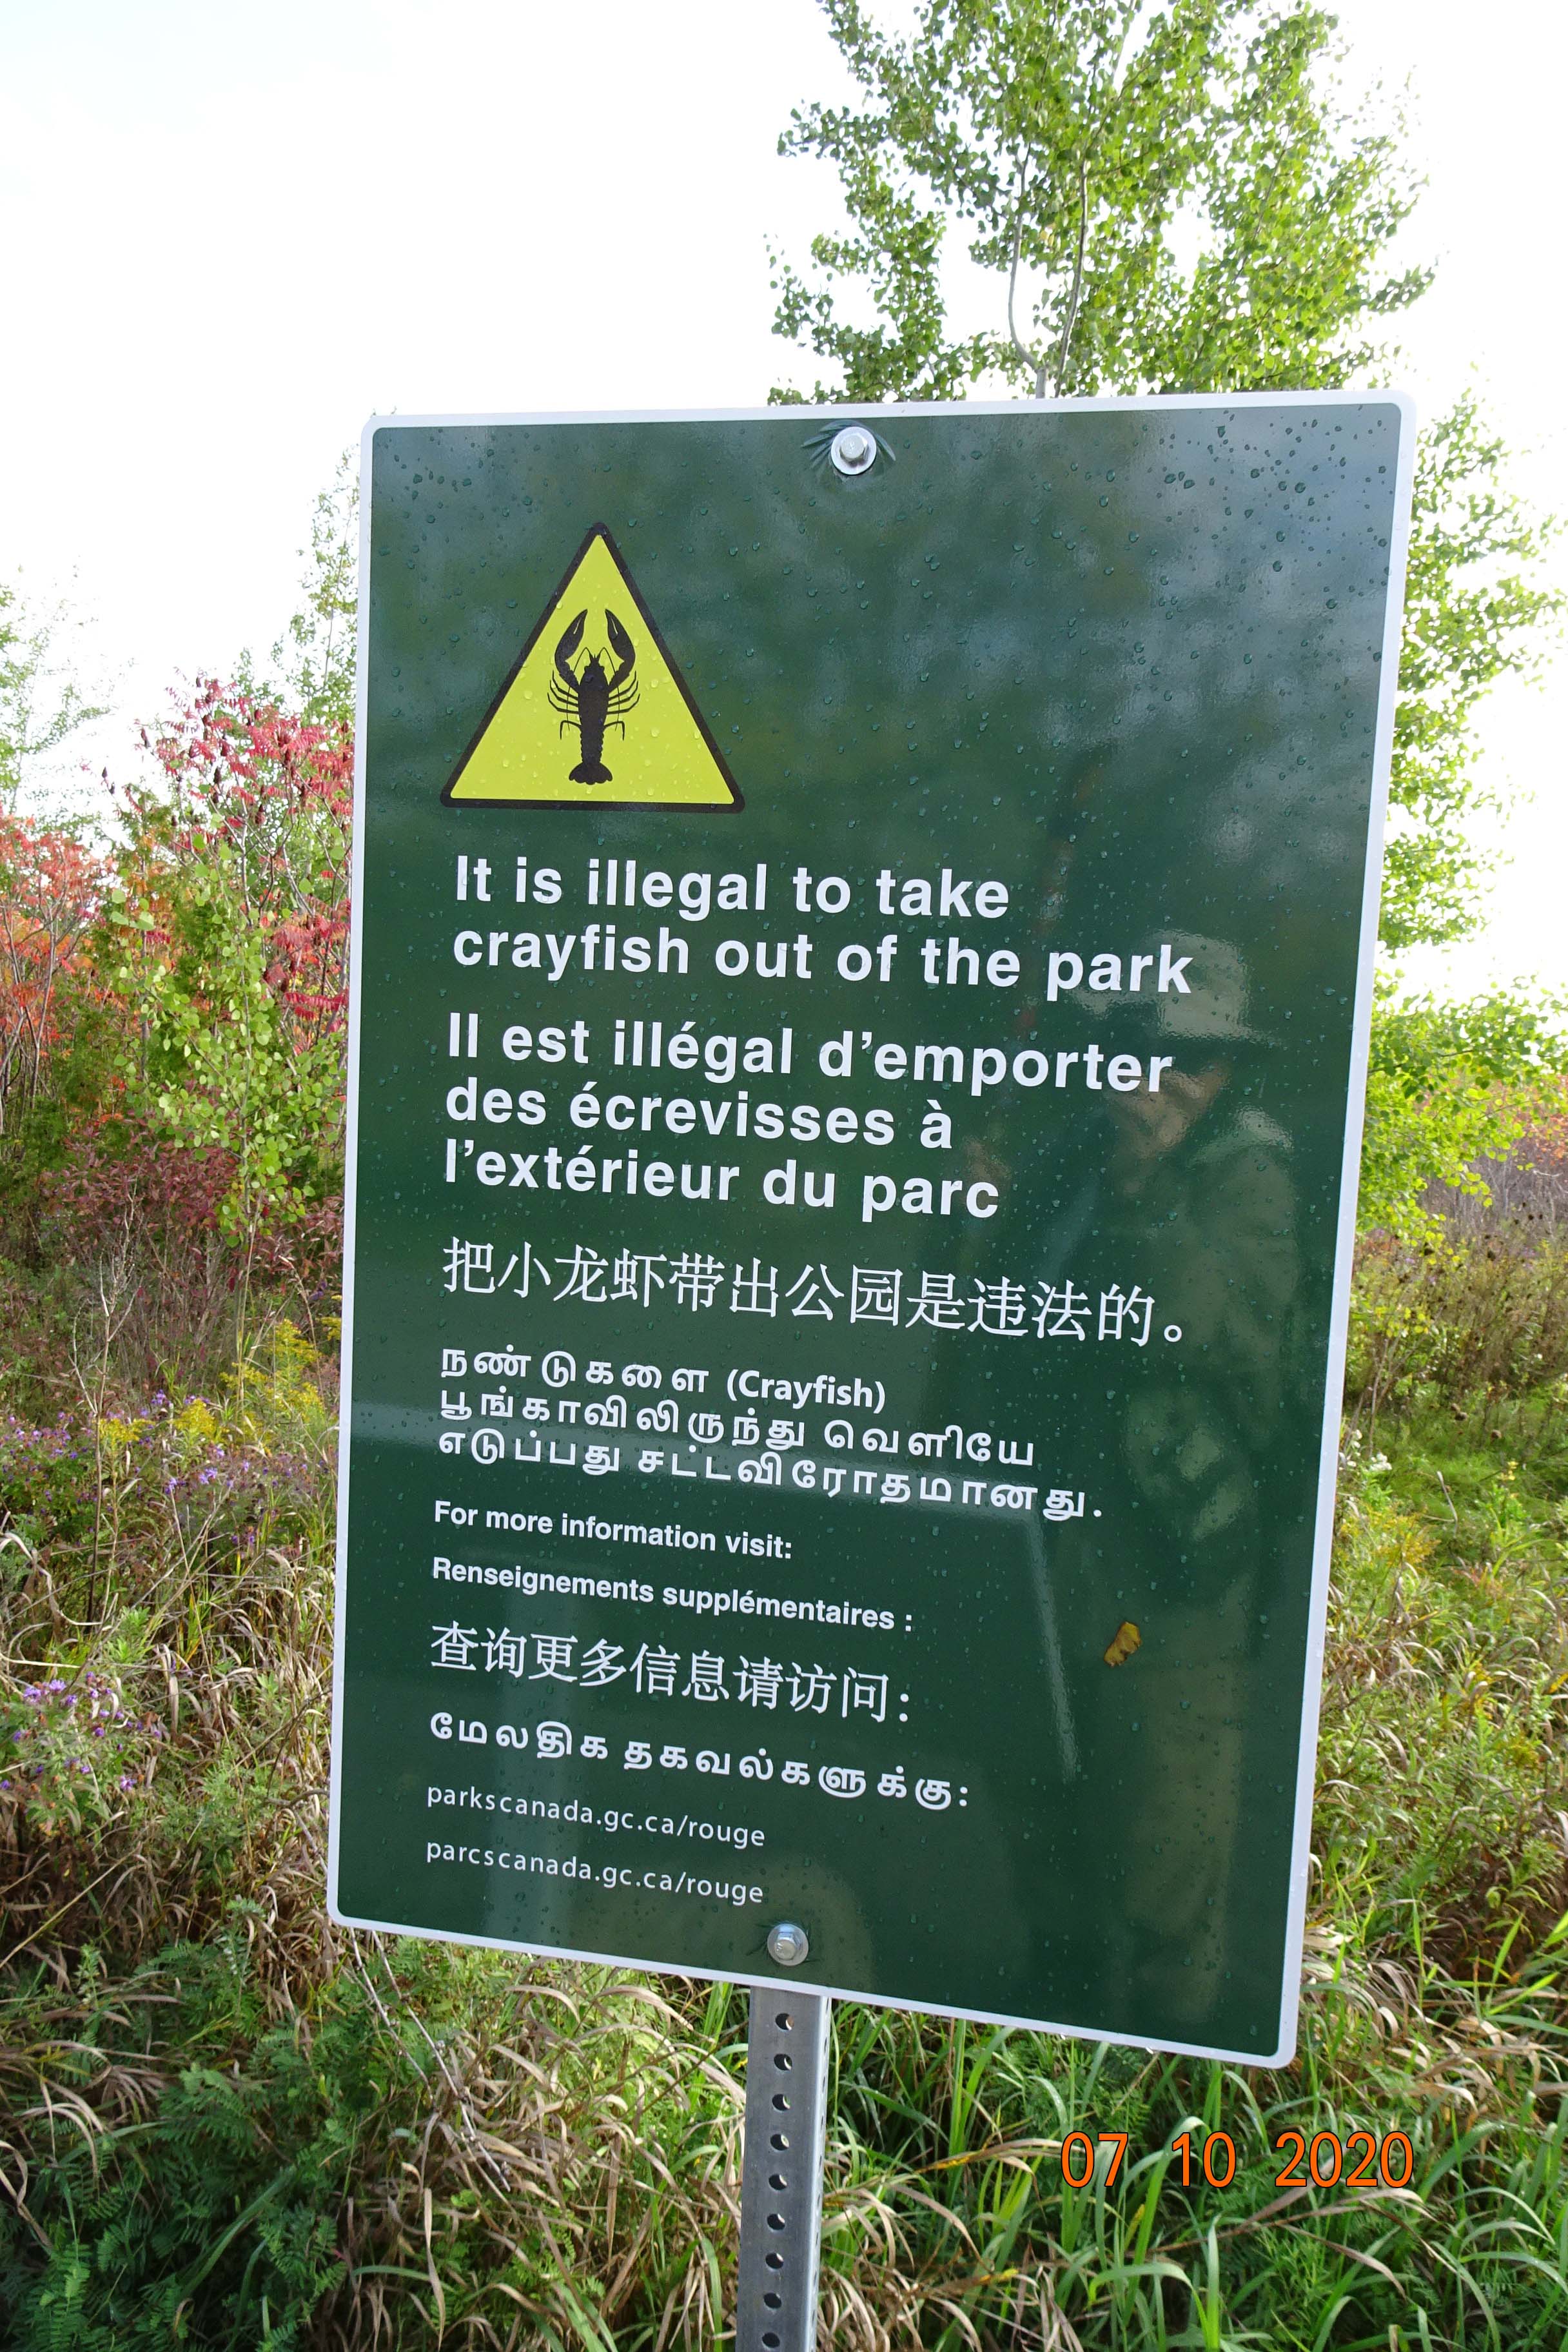 It is illegal to take
crayfish out of the park
Il est illégal d'emporter
des écrevisses à
l'extérieur du parc
把小龙虾带出公园是违法的。
நண்டுகளை (Crayfish)
பூங்காவிலிருந்து வெளியே
எடுப்பது சட்டவிரோதமானது.
For more information visit:
Renseignements supplémentaires :
查询更多信息请访问：
மேலதிக தகவல்களுக்கு:
parkscanada.gc.ca/rouge
parcscanada.gc.ca/rouge
07 10 2020